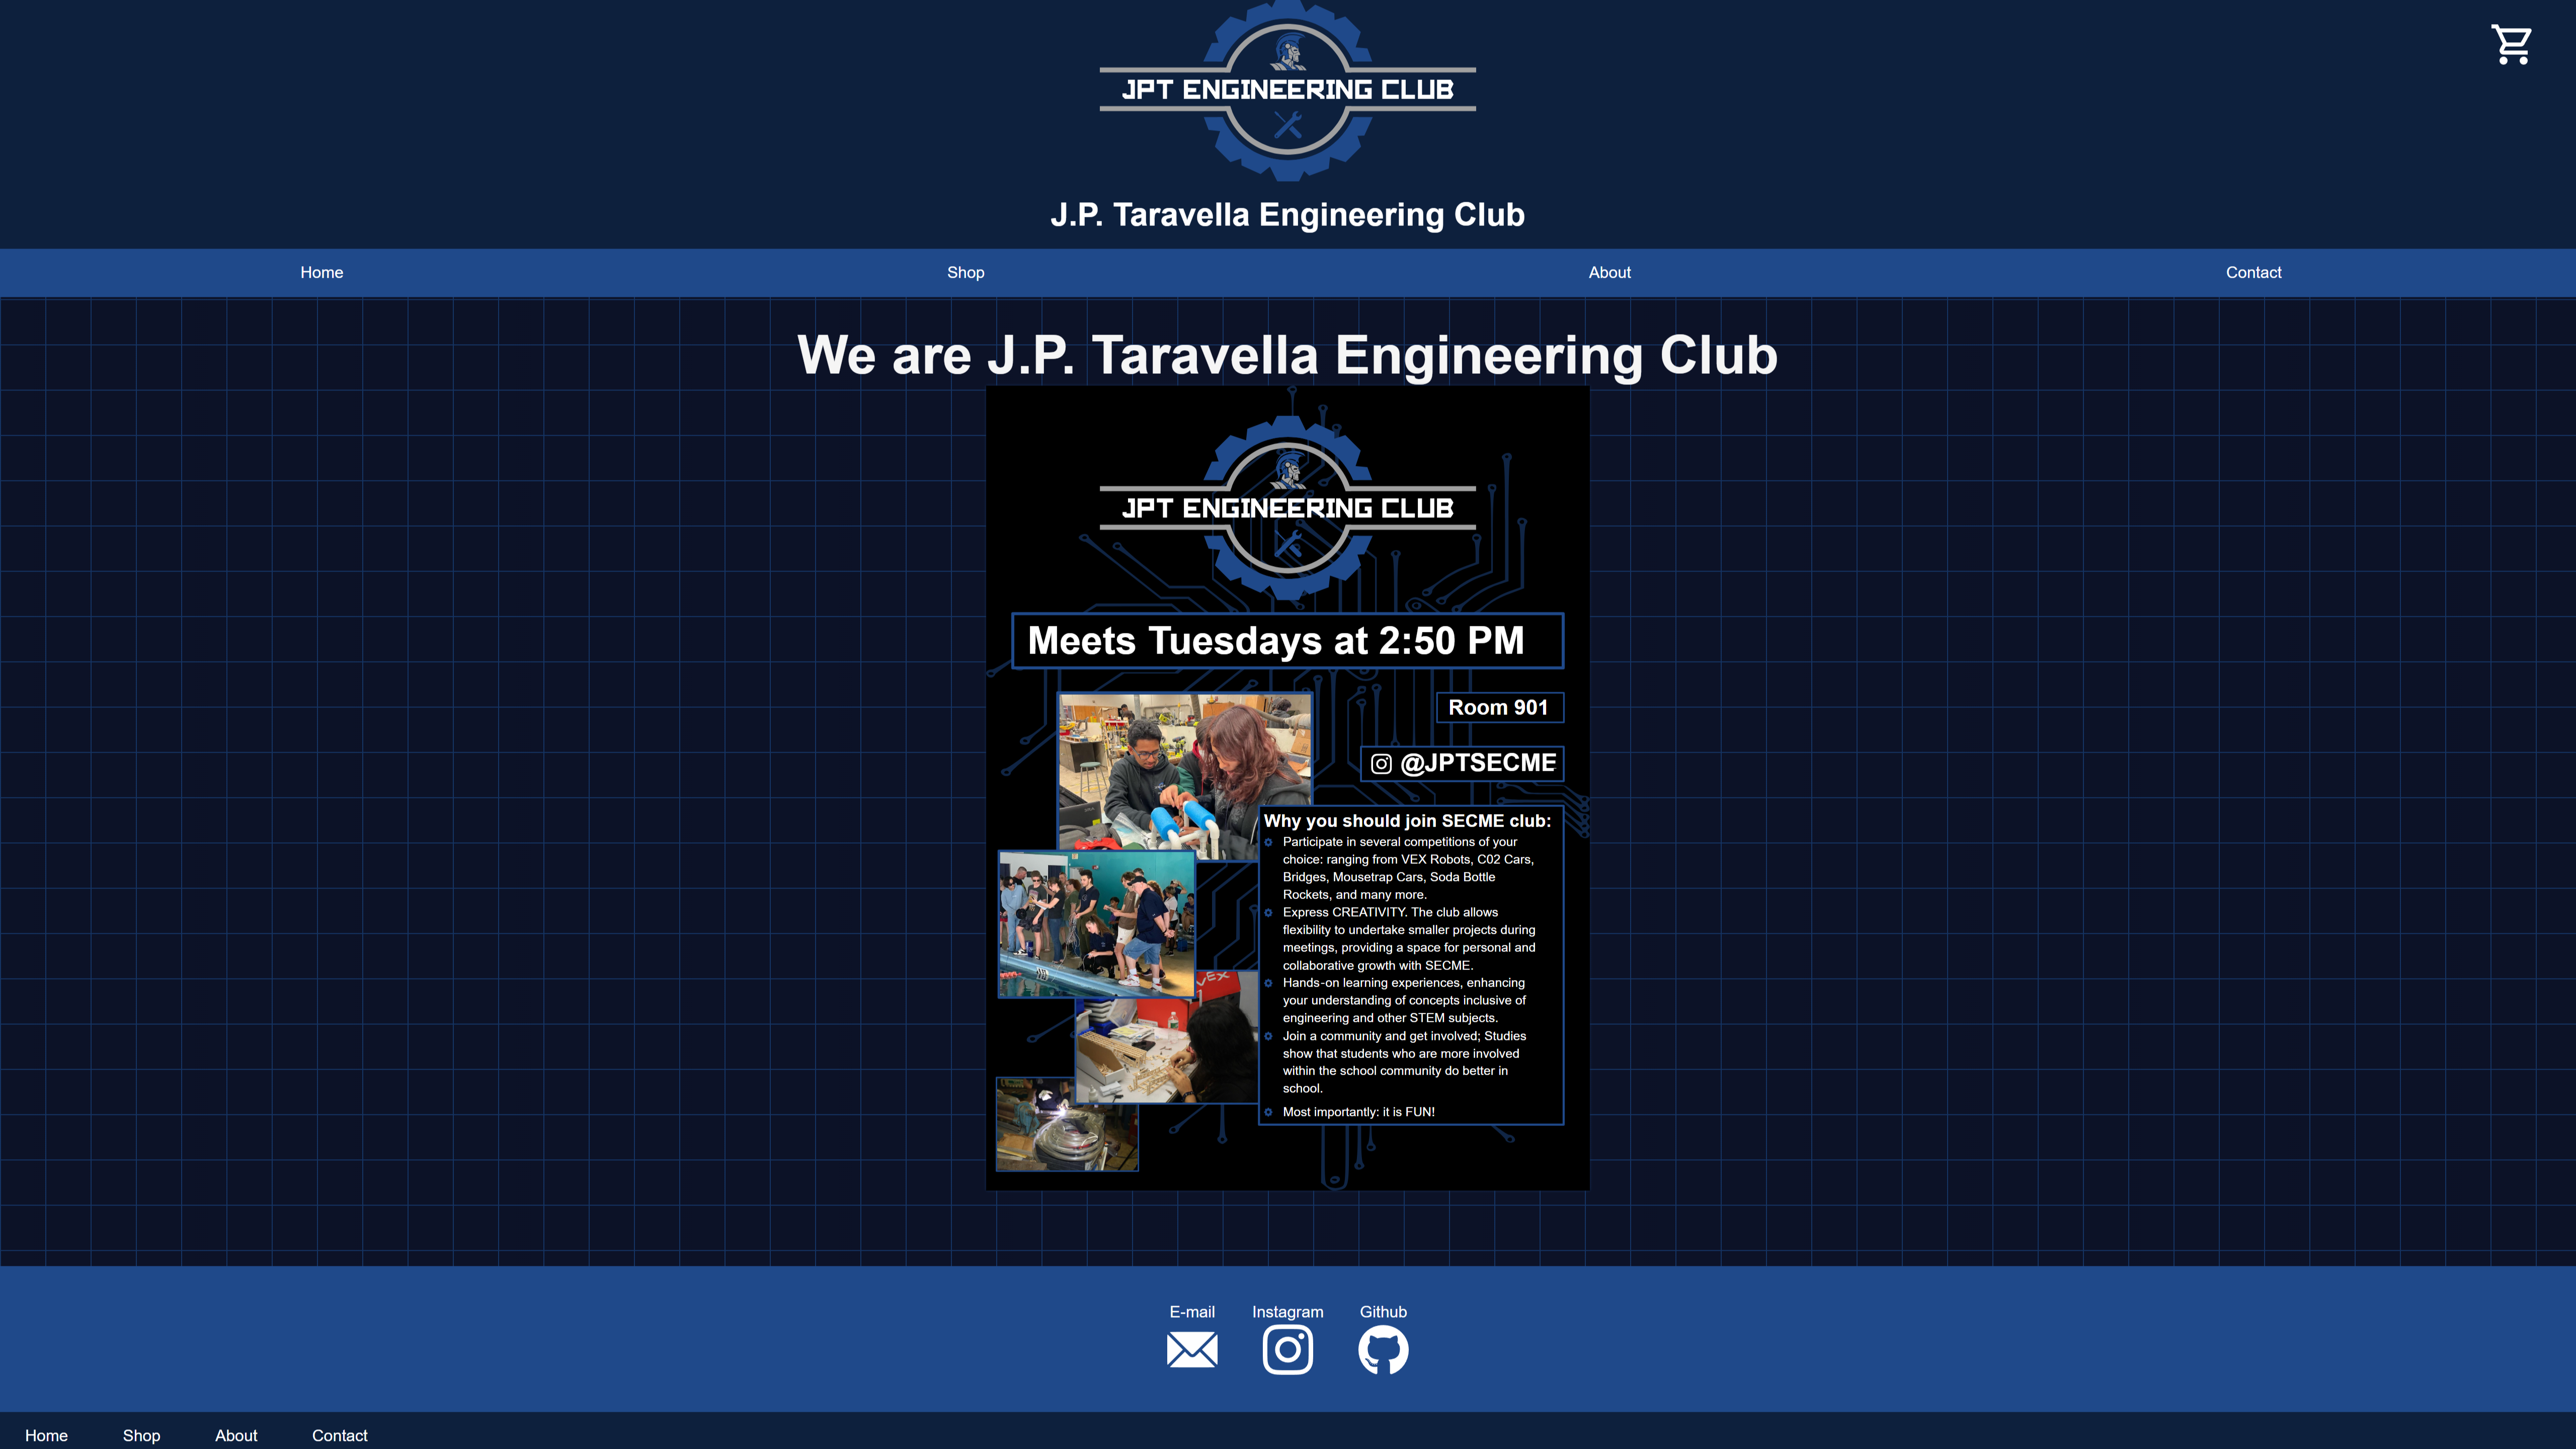 JPT ENGINEERING CLUB
J.P. Taravella Engineering Club
Home Shop About Contact
We are J.P. Taravella Engineering Club
JPT ENGINEERING CLUB
Meets Tuesdays at 2:50 PM
Room 901
@JPTSECME
Why you should join SECME club:
Participate in several competitions of your
choice: ranging from VEX Robots, C02 Cars,
Bridges, Mousetrap Cars, Soda Bottle
Rockets, and many more.
Express CREATIVITY. The club allows
flexibility to undertake smaller projects during
meetings, providing a space for personal and
collaborative growth with SECME.
Hands-on learning experiences, enhancing
your understanding of concepts inclusive of
engineering and other STEM subjects.
Join a community and get involved; Studies
show that students who are more involved
within the school community do better in
school.
Most importantly: it is FUN!
VEX
E-mail Instagram Github
Home Shop About Contact